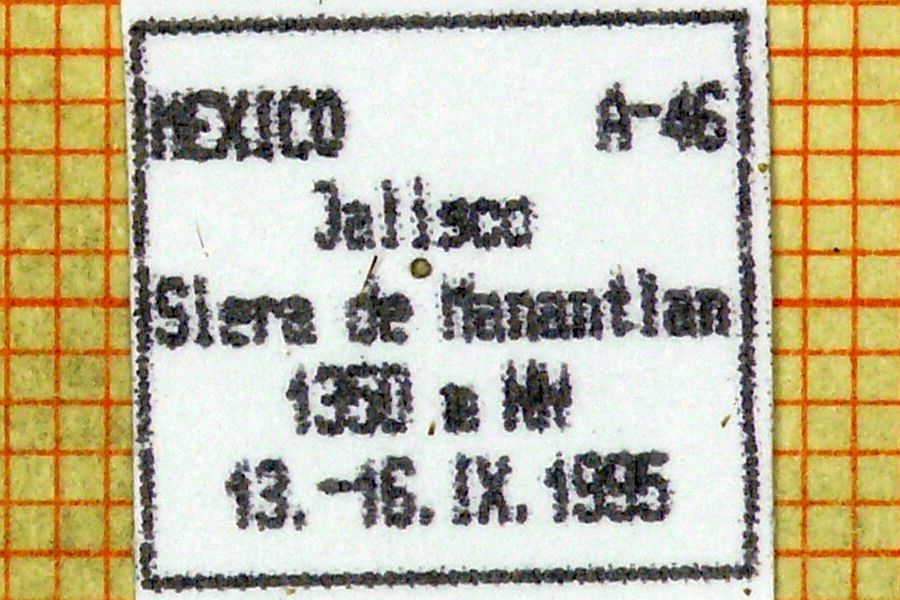 MEXICO A-46
Jalisco
Siera de Manantlan
1350 m NN
13.-16.IX.1995